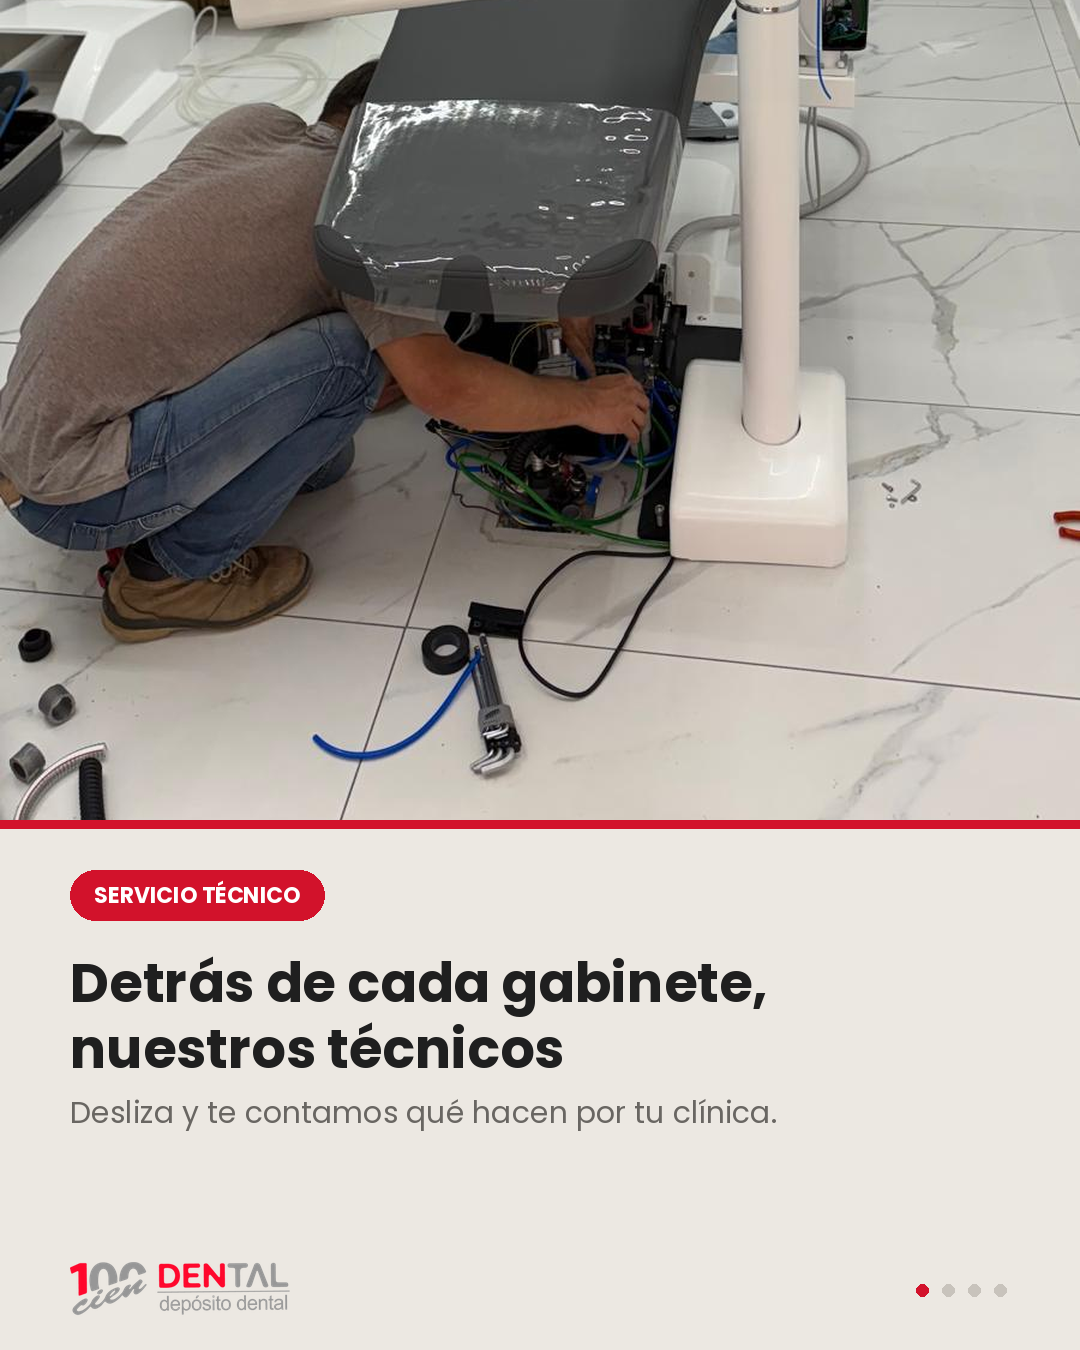 SERVICIO TÉCNICO
Detrás de cada gabinete,
nuestros técnicos
Desliza y te contamos qué hacen por tu clínica.
100 DENTAL
cien depósito dental